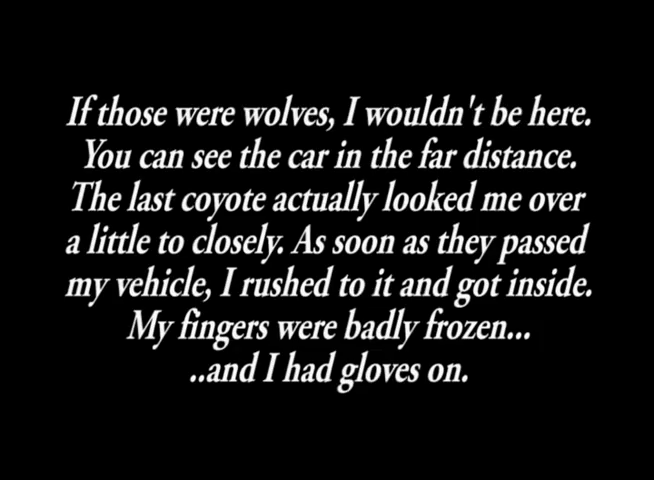 If those were wolves, I wouldn't be here.
You can see the car in the far distance.
The last coyote actually looked me over
a little to closely. As soon as they passed
my vehicle, I rushed to it and got inside.
My fingers were badly frozen...
..and I had gloves on.